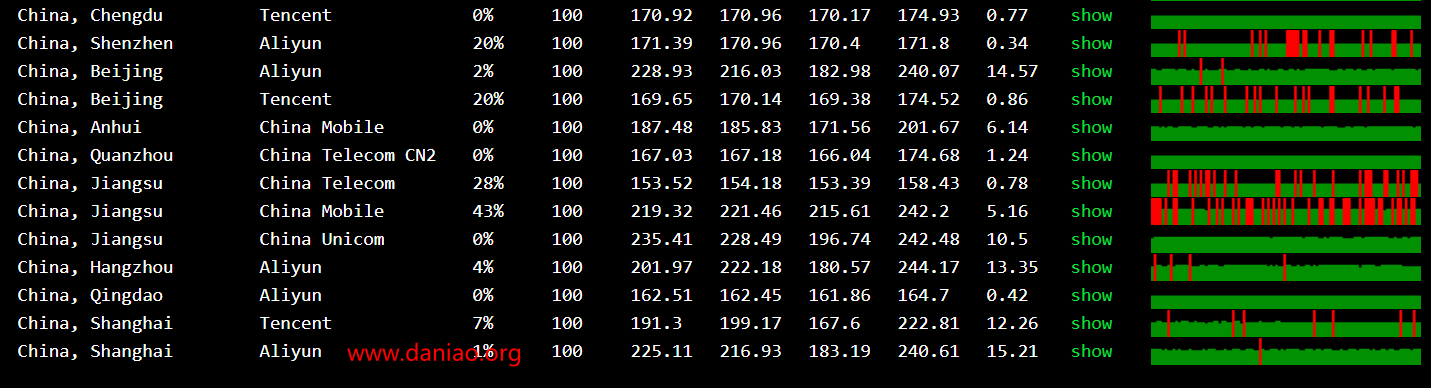 China, Chengdu Tencent 0% 100 170.92 170.96 170.17 174.93 0.77 show
China, Shenzhen Aliyun 20% 100 171.39 170.96 170.4 171.8 0.34 show
China, Beijing Aliyun 2% 100 228.93 216.03 182.98 240.07 14.57 show
China, Beijing Tencent 20% 100 169.65 170.14 169.38 174.52 0.86 show
China, Anhui China Mobile 0% 100 187.48 185.83 171.56 201.67 6.14 show
China, Quanzhou China Telecom CN2 0% 100 167.03 167.18 166.04 174.68 1.24 show
China, Jiangsu China Telecom 28% 100 153.52 154.18 153.39 158.43 0.78 show
China, Jiangsu China Mobile 43% 100 219.32 221.46 215.61 242.2 5.16 show
China, Jiangsu China Unicom 0% 100 235.41 228.49 196.74 242.48 10.5 show
China, Hangzhou Aliyun 4% 100 201.97 222.18 180.57 244.17 13.35 show
China, Qingdao Aliyun 0% 100 162.51 162.45 161.86 164.7 0.42 show
China, Shanghai Tencent 7% 100 191.3 199.17 167.6 222.81 12.26 show
China, Shanghai Aliyun 1% 100 225.11 216.93 183.19 240.61 15.21 show
www.daniao.org